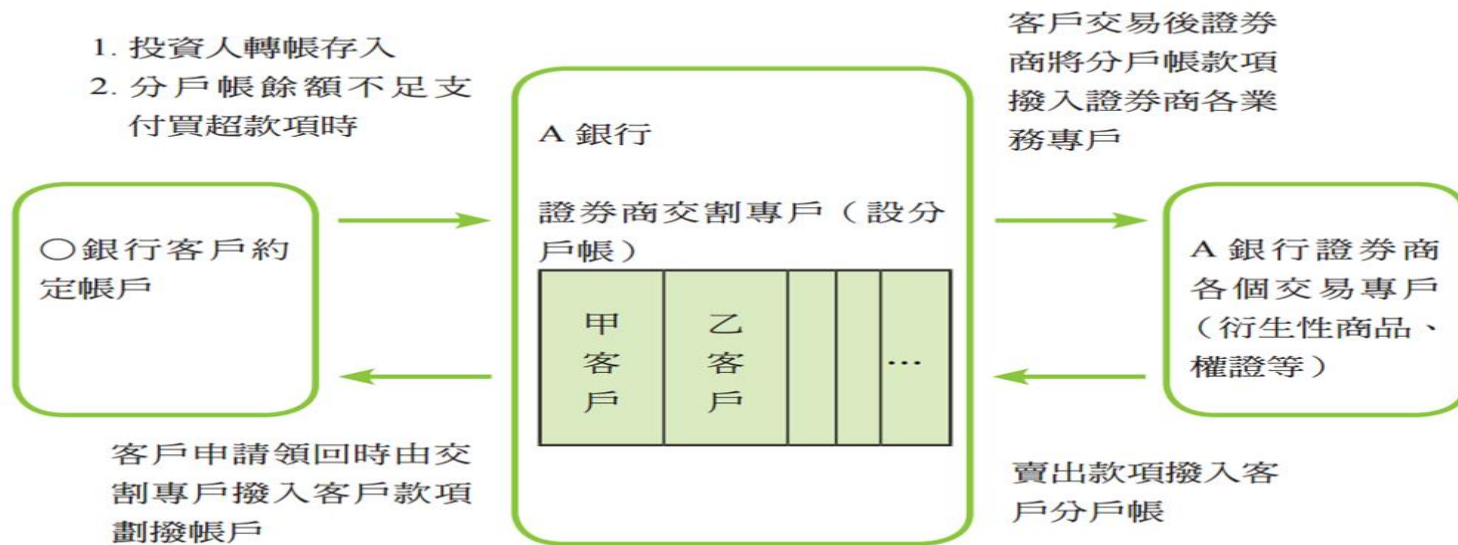 1. 投資人轉帳存入
2. 分戶帳餘額不足支
付買超款項時
客戶交易後證券
商將分戶帳款項
撥入證券商各業
務專戶
A 銀行
證券商交割專戶（設分
戶帳）
甲客戶
乙客戶
…
〇銀行客戶約
定帳戶
A 銀行證券商
各個交易專戶
（衍生性商品、
權證等）
客戶申請領回時由交
割專戶撥入客戶款項
劃撥帳戶
賣出款項撥入客
戶分戶帳